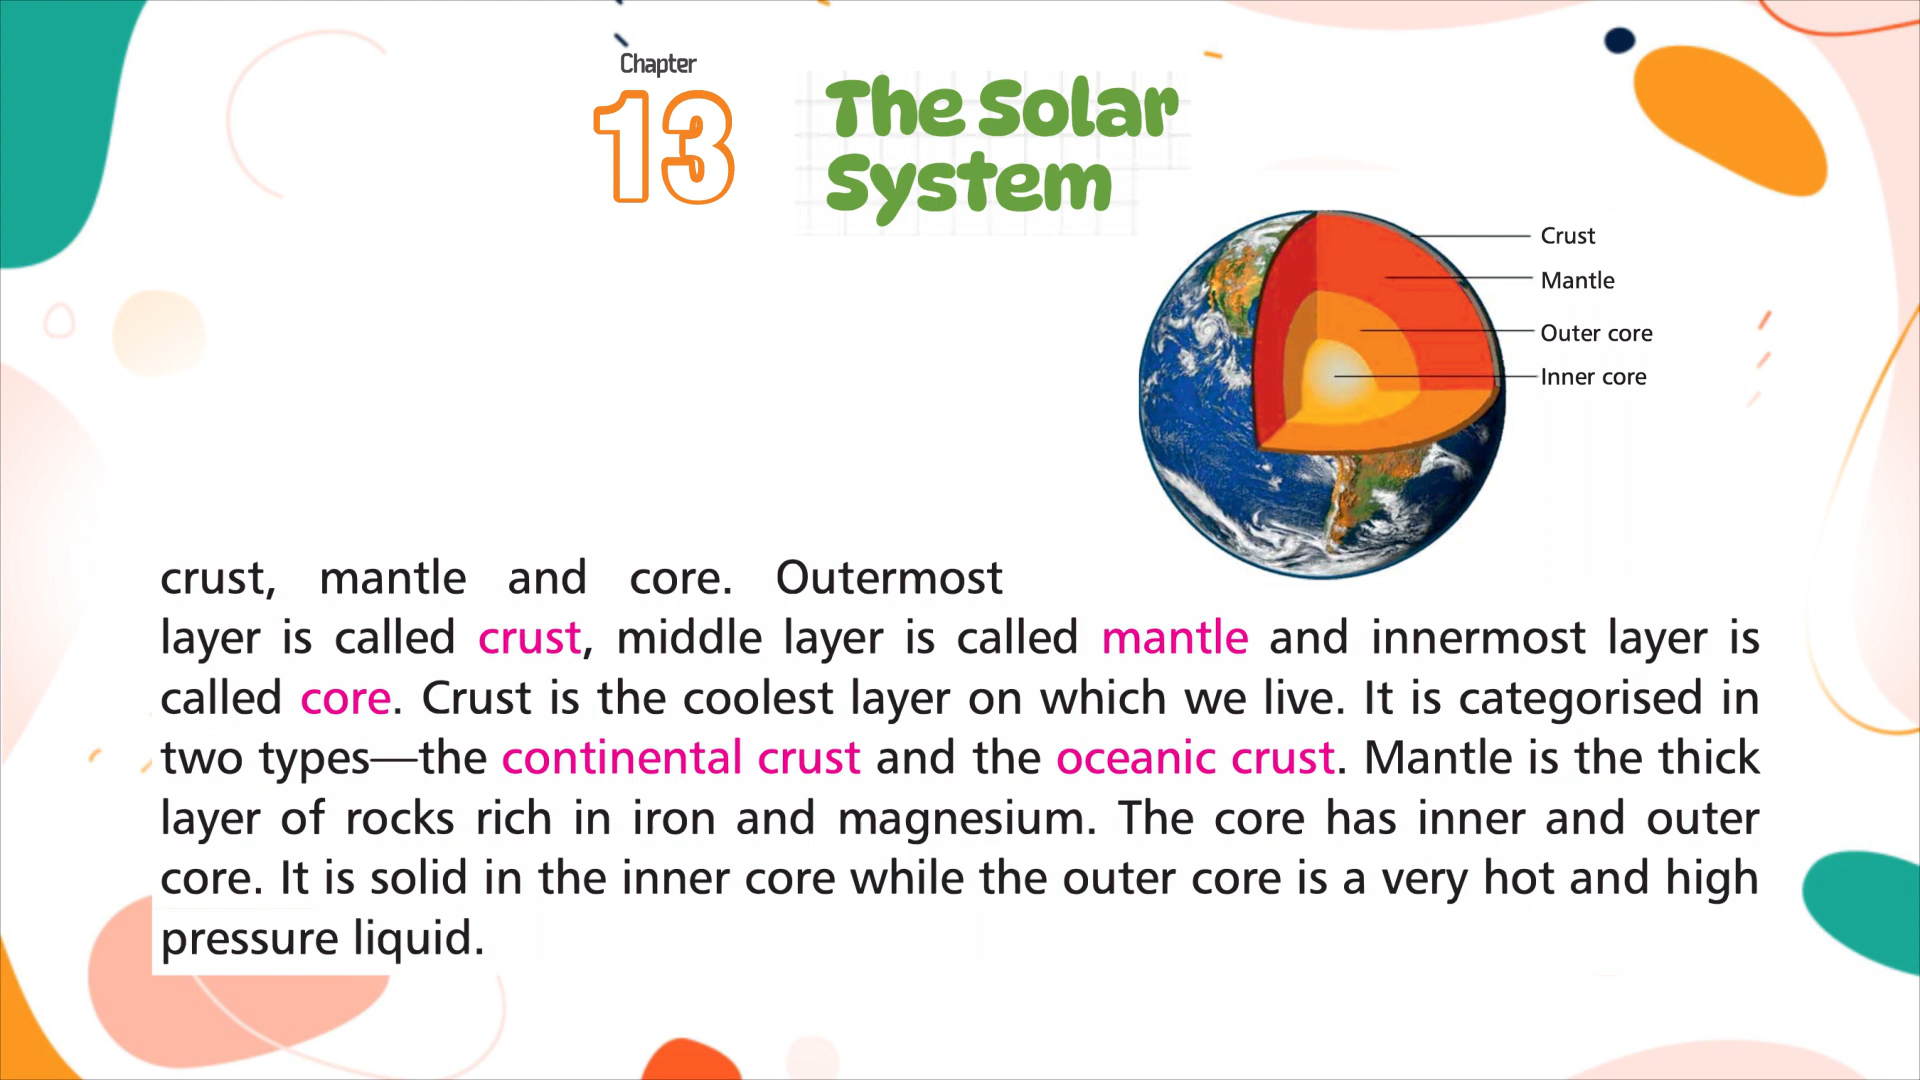 Chapter
13
The Solar
System
Crust
Mantle
Outer core
Inner core
crust, mantle and core. Outermost
layer is called crust, middle layer is called mantle and innermost layer is
called core. Crust is the coolest layer on which we live. It is categorised in
two types—the continental crust and the oceanic crust. Mantle is the thick
layer of rocks rich in iron and magnesium. The core has inner and outer
core. It is solid in the inner core while the outer core is a very hot and high
pressure liquid.